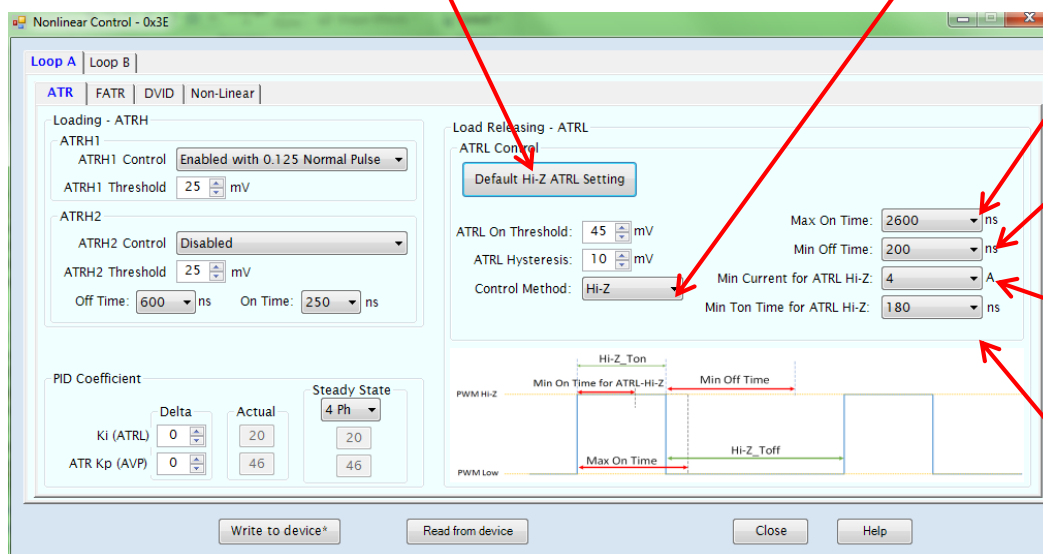 Nonlinear Control - 0x3E
Loop A Loop B
ATR FATR DVID Non-Linear
Loading - ATRH
ATRH1
ATRH1 Control Enabled with 0.125 Normal Pulse
ATRH1 Threshold 25 mV
ATRH2
ATRH2 Control Disabled
ATRH2 Threshold 25 mV
Off Time: 600 ns On Time: 250 ns
PID Coefficient
Delta Actual Steady State
4 Ph
Ki (ATRL) 0 20 20
ATR Kp (AVP) 0 46 46
Load Releasing - ATRL
ATRL Control
Default Hi-Z ATRL Setting
ATRL On Threshold: 45 mV
ATRL Hysteresis: 10 mV
Control Method: Hi-Z
Max On Time: 2600 ns
Min Off Time: 200 ns
Min Current for ATRL Hi-Z: 4 A
Min Ton Time for ATRL Hi-Z: 180 ns
Hi-Z_Ton
Min On Time for ATRL-Hi-Z Min Off Time
PWM Hi-Z
Hi-Z_Toff
Max On Time
PWM Low
Write to device* Read from device Close Help